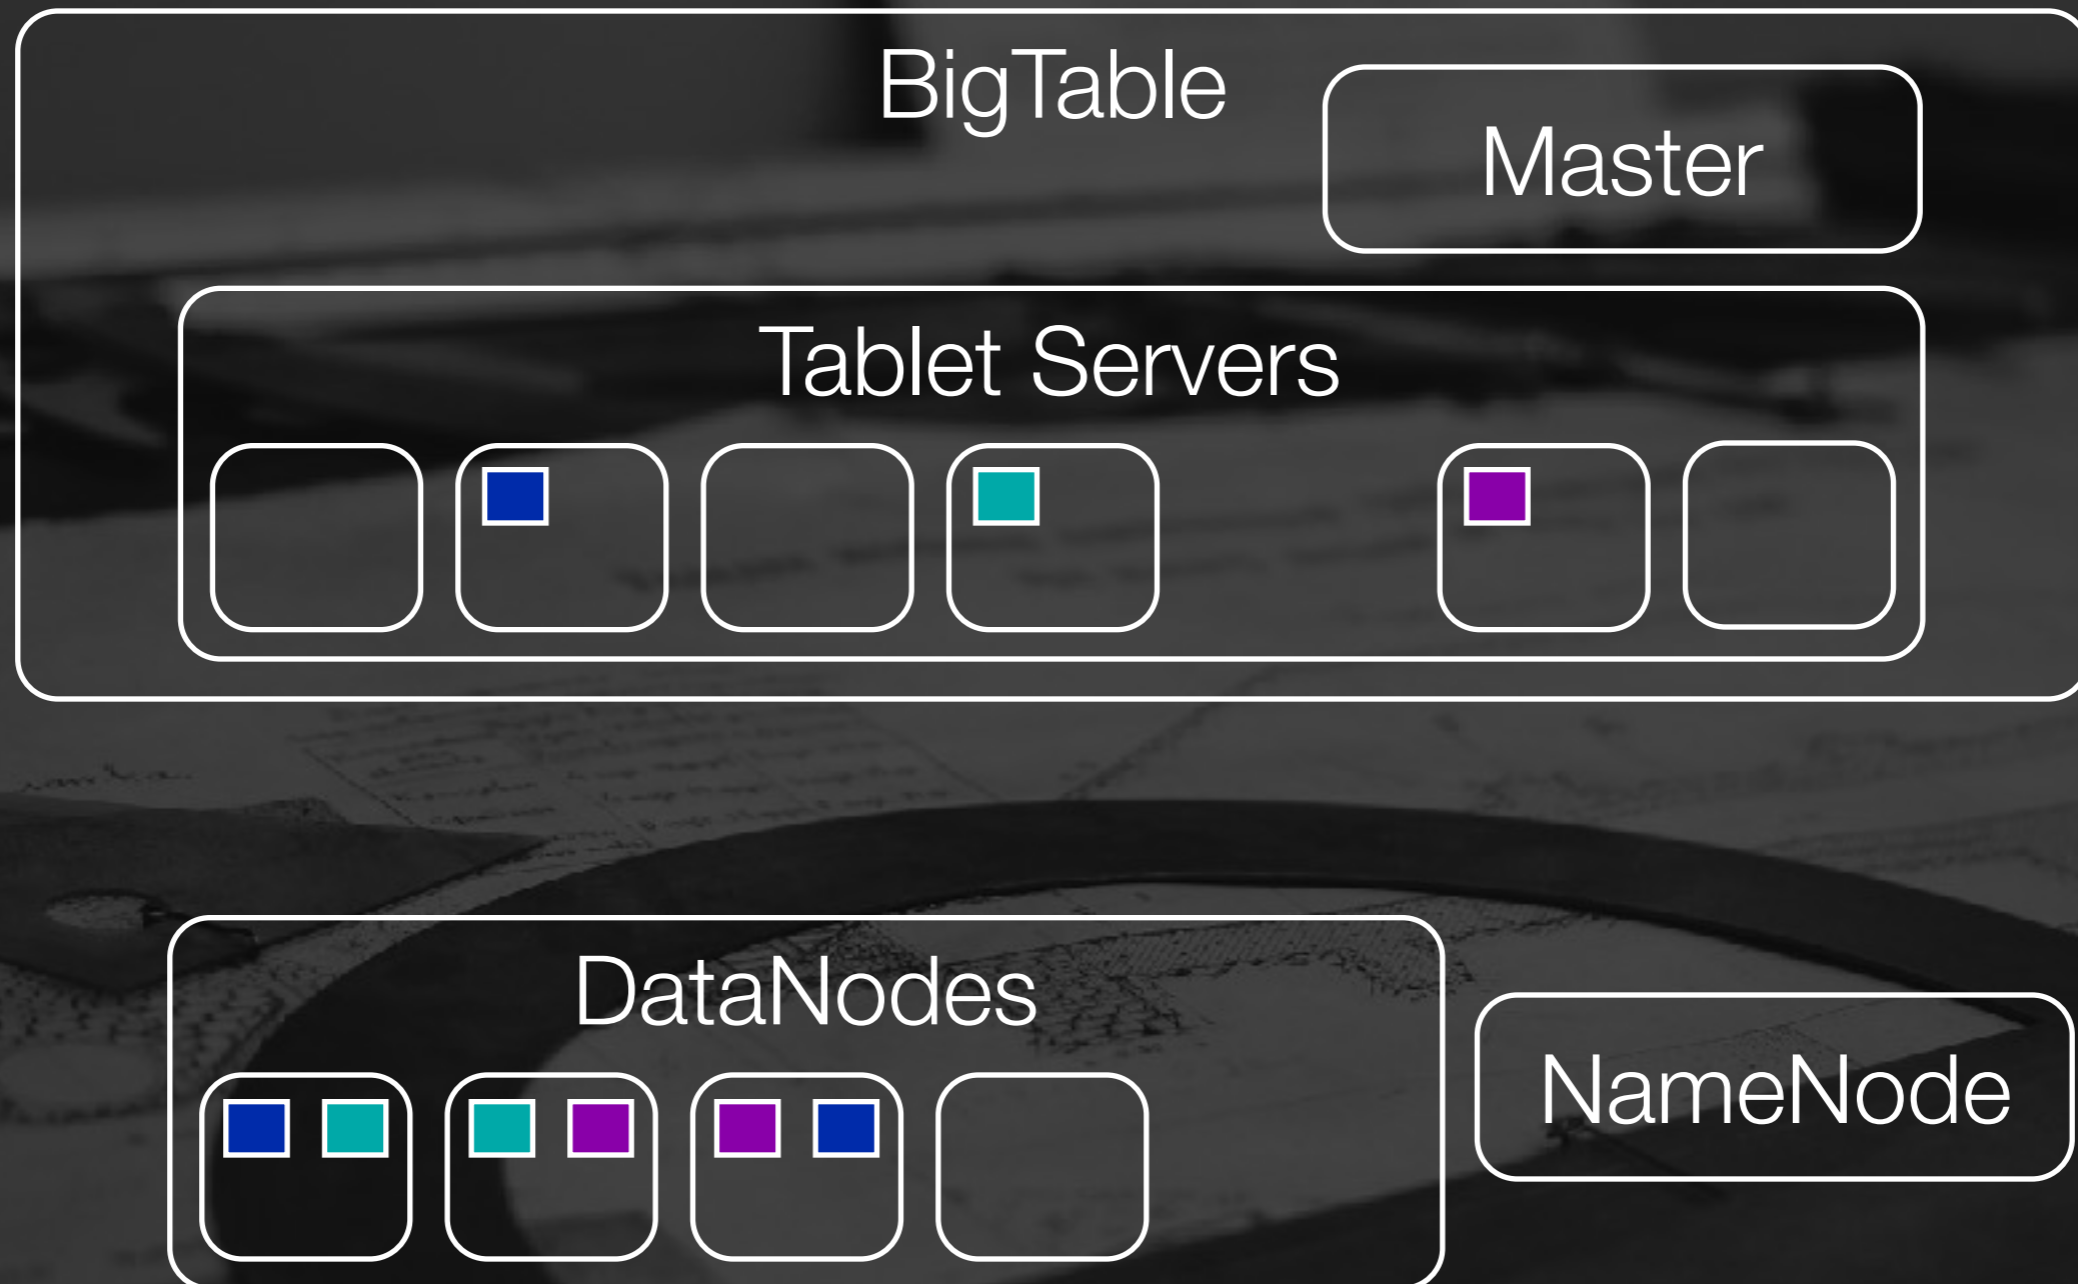 BigTable
Master
Tablet Servers
DataNodes
NameNode